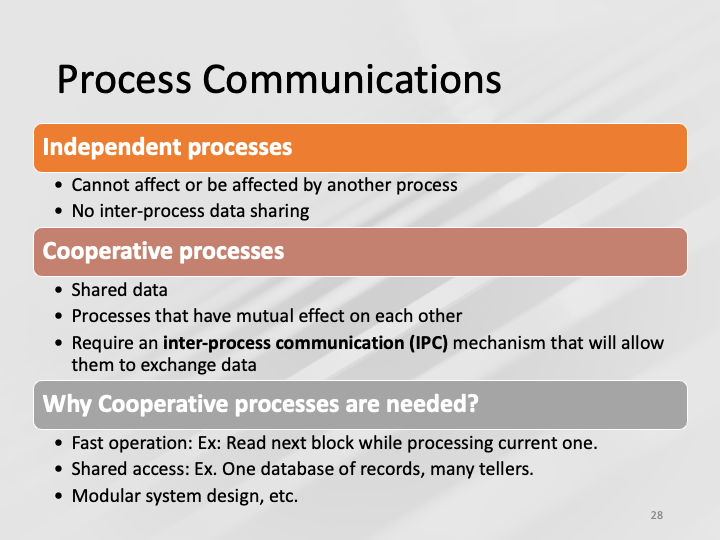 Process Communications
Independent processes
• Cannot affect or be affected by another process
• No inter-process data sharing
Cooperative processes
• Shared data
• Processes that have mutual effect on each other
• Require an inter-process communication (IPC) mechanism that will allow
them to exchange data
Why Cooperative processes are needed?
• Fast operation: Ex: Read next block while processing current one.
• Shared access: Ex. One database of records, many tellers.
• Modular system design, etc.
28